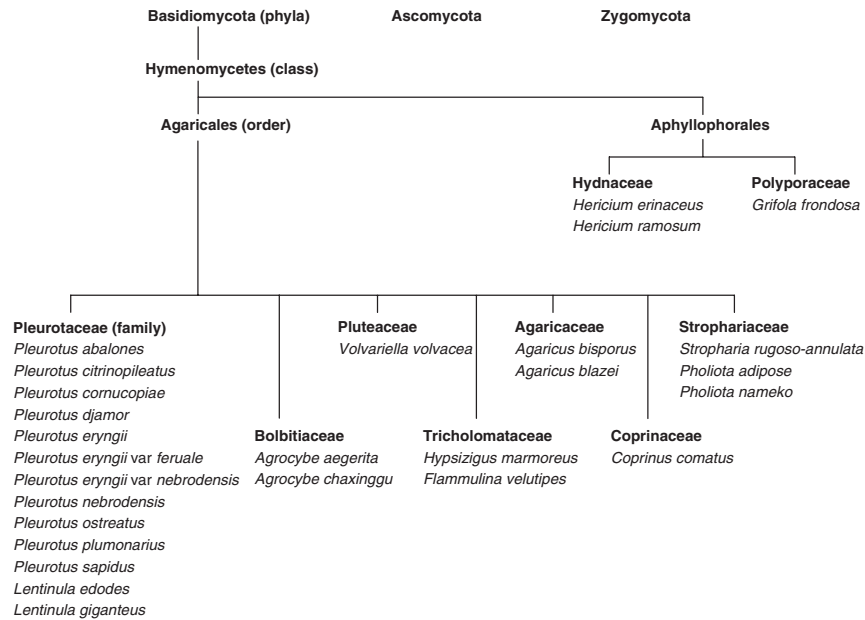 Basidiomycota (phyla) Ascomycota Zygomycota
Hymenomycetes (class)
Agaricales (order) Aphyllophorales
Hydnaceae
Hericium erinaceus
Hericium ramosum
Polyporaceae
Grifola frondosa
Pleurotaceae (family)
Pleurotus abalones
Pleurotus citrinopileatus
Pleurotus cornucopiae
Pleurotus djamor
Pleurotus eryngii
Pleurotus eryngii var feruale
Pleurotus eryngii var nebrodensis
Pleurotus nebrodensis
Pleurotus ostreatus
Pleurotus plumonarius
Pleurotus sapidus
Lentinula edodes
Lentinula giganteus
Bolbitiaceae
Agrocybe aegerita
Agrocybe chaxinggu
Pluteaceae
Volvariella volvacea
Tricholomataceae
Hypsizigus marmoreus
Flammulina velutipes
Agaricaceae
Agaricus bisporus
Agaricus blazei
Coprinaceae
Coprinus comatus
Strophariaceae
Stropharia rugoso-annulata
Pholiota adipose
Pholiota nameko